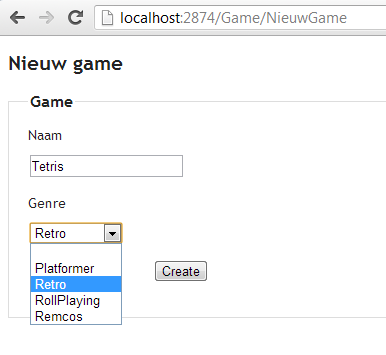 localhost:2874/Game/NieuwGame
Nieuw game
Game
Naam
Tetris
Genre
Retro
Platformer
Retro
RollPlaying
Remcos
Create